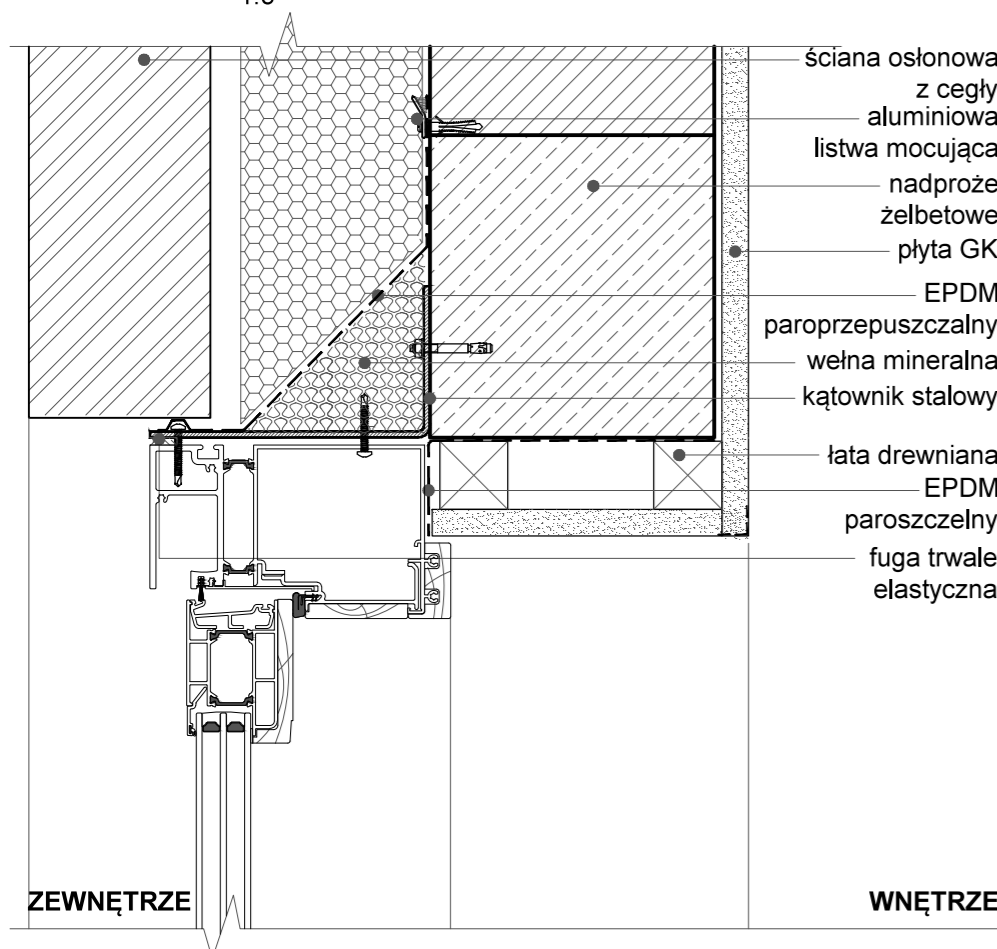 ściana osłonowa
z cegły
aluminiowa
listwa mocująca
nadproże
żelbetowe
płyta GK
EPDM
paroprzepuszczalny
wełna mineralna
kątownik stalowy
łata drewniana
EPDM
paroszczelny
fuga trwale
elastyczna
ZEWNĘTRZE
WNĘTRZE